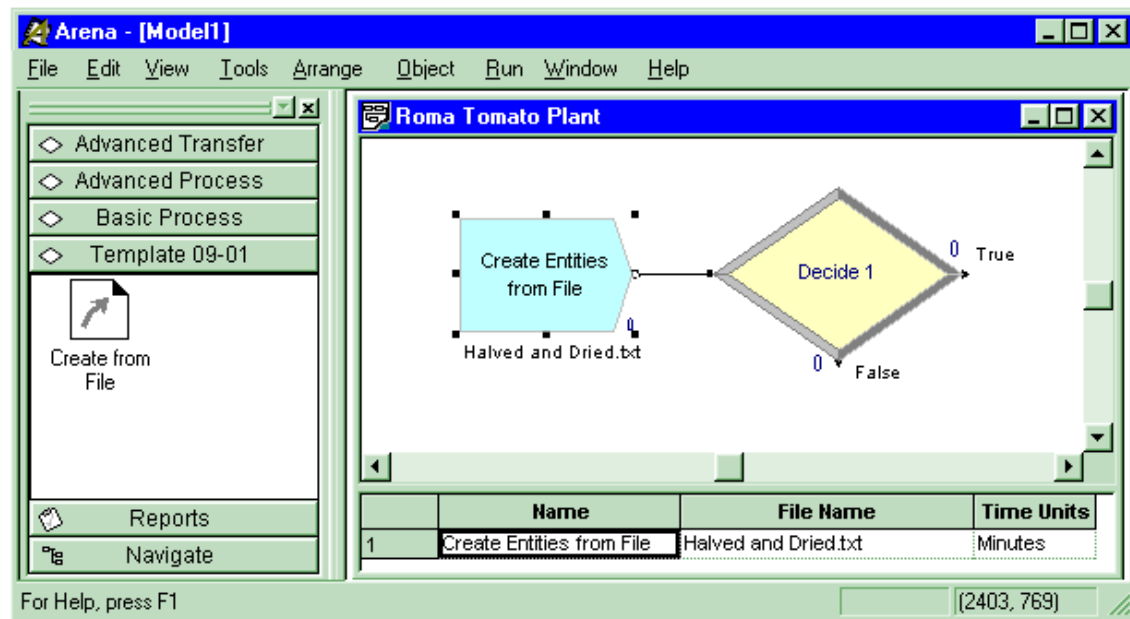 Arena - [Model1]
File Edit View Tools Arrange Object Run Window Help
Advanced Transfer
Advanced Process
Basic Process
Template 09-01
Create from
File
Reports
Navigate
Roma Tomato Plant
Create Entities
from File
0
Halved and Dried.txt
Decide 1
0 True
0 False
Name File Name Time Units
1 Create Entities from File Halved and Dried.txt Minutes
For Help, press F1 (2403, 769)